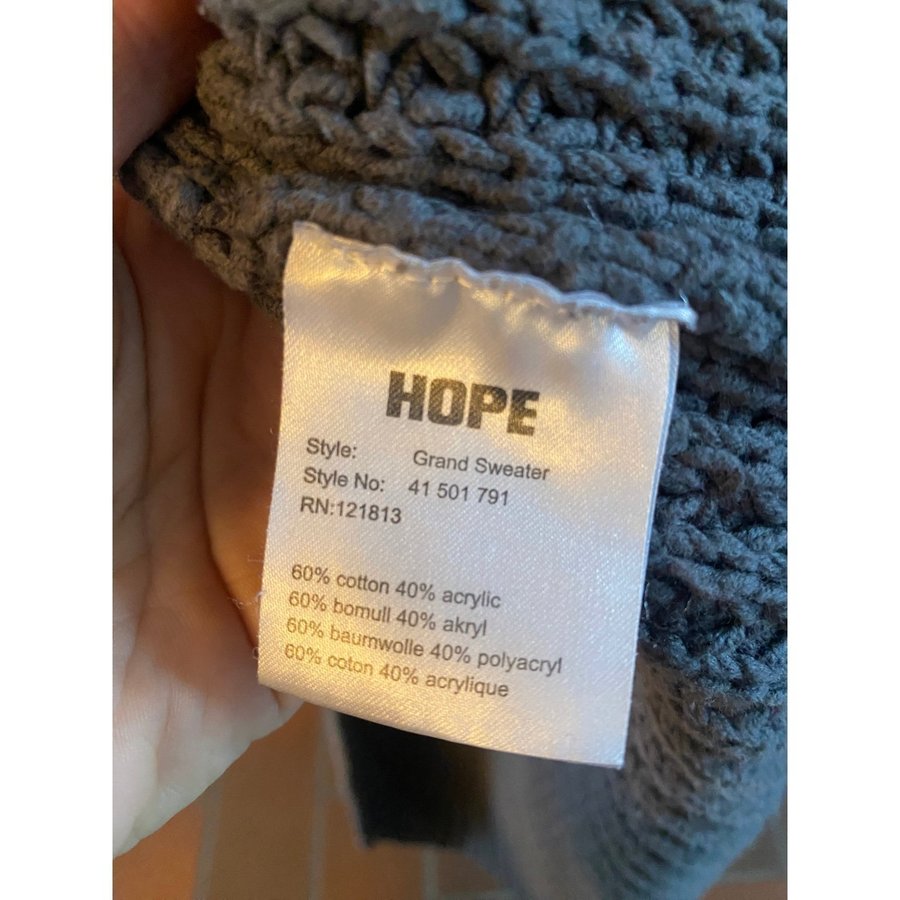 HOPE
Style: Grand Sweater
Style No: 41 501 791
RN:121813
60% cotton 40% acrylic
60% bomull 40% akryl
60% baumwolle 40% polyacryl
60% coton 40% acrylique